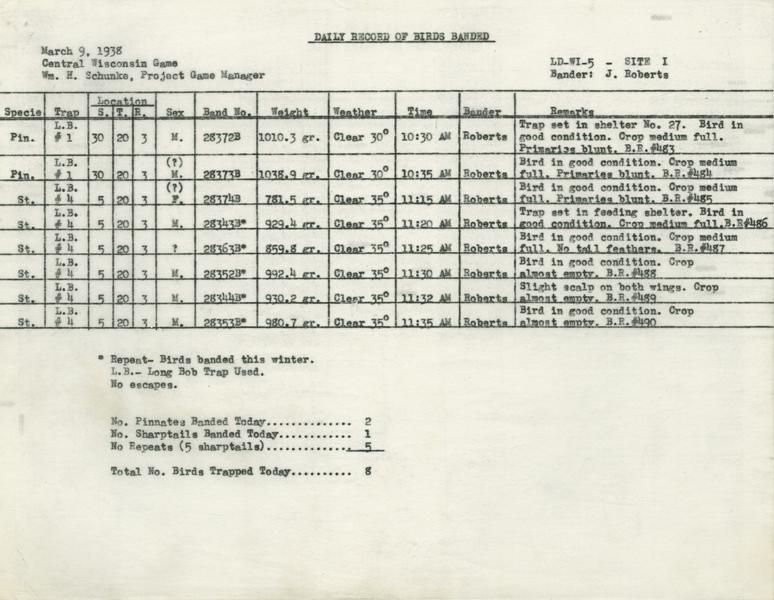 DAILY RECORD OF BIRDS BANDED
March 9, 1938
Central Wisconsin Game
Wm. H. Schunke, Project Game Manager
LD-WI-5 - SITE I
Bander: J. Roberts
Location
Specie Trap S. T. R. Sex Band No. Weight Weather Time Bander Remarks
L.B. Trap set in shelter No. 27. Bird in
Pin. # 1 30 20 3 M. 28372B 1010.3 gr. Clear 30° 10:30 AM Roberts good condition. Crop medium full.
Primaries blunt. B.R.#483
L.B. (?) Bird in good condition. Crop medium
Pin. # 1 30 20 3 M. 28373B 1038.9 gr. Clear 30° 10:35 AM Roberts full. Primaries blunt. B.R.#484
L.B. (?) Bird in good condition. Crop medium
St. # 4 5 20 3 F. 28374B 781.5 gr. Clear 35° 11:15 AM Roberts full. Primaries blunt. B.R.#485
L.B. Trap set in feeding shelter. Bird in
St. # 4 5 20 3 M. 28343B* 929.4 gr. Clear 35° 11:20 AM Roberts good condition. Crop medium full.B.R#486
L.B. Bird in good condition. Crop medium
St. # 4 5 20 3 ? 28363B* 859.8 gr. Clear 35° 11:25 AM Roberts full. No tail feathers. B.R.#487
L.B. Bird in good condition. Crop
St. # 4 5 20 3 M. 28352B* 992.4 gr. Clear 35° 11:30 AM Roberts almost empty. B.R.#488
L.B. Slight scalp on both wings. Crop
St. # 4 5 20 3 M. 28344B* 930.2 gr. Clear 35° 11:32 AM Roberts almost empty. B.R.#489
L.B. Bird in good condition. Crop
St. # 4 5 20 3 M. 28353B* 980.7 gr. Clear 35° 11:35 AM Roberts almost empty. B.R.#490
* Repeat- Birds banded this winter.
L.B.- Long Bob Trap Used.
No escapes.
No. Pinnates Banded Today.............. 2
No. Sharptails Banded Today............ 1
No Repeats (5 sharptails).............. 5
Total No. Birds Trapped Today.......... 8